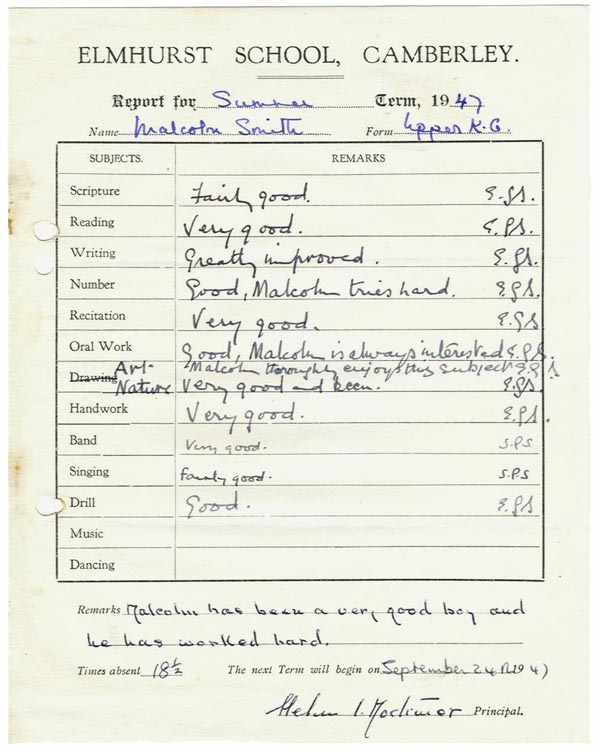 ELMHURST SCHOOL, CAMBERLEY.
Report for Summer Term, 1947
Name Malcolm Smith Form Upper K.G.
SUBJECTS. REMARKS
Scripture Fairly good. E.G.S.
Reading Very good. E.G.S.
Writing Greatly improved. E.G.S.
Number Good, Malcolm tries hard. E.G.S.
Recitation Very good. E.G.S
Oral Work Good, Malcolm is always interested E.G.S.
Drawing Art- Malcolm thoroughly enjoys this subject E.G.S
Nature Very good and keen. E.G.S.
Handwork Very good. E.G.S.
Band Very good. S.P.S
Singing Fairly good. S.P.S
Drill Good. E.G.S
Music
Dancing
Remarks Malcolm has been a very good boy and
he has worked hard.
Times absent 18½ The next Term will begin on September 24th 1947
Helen Mortimer Principal.